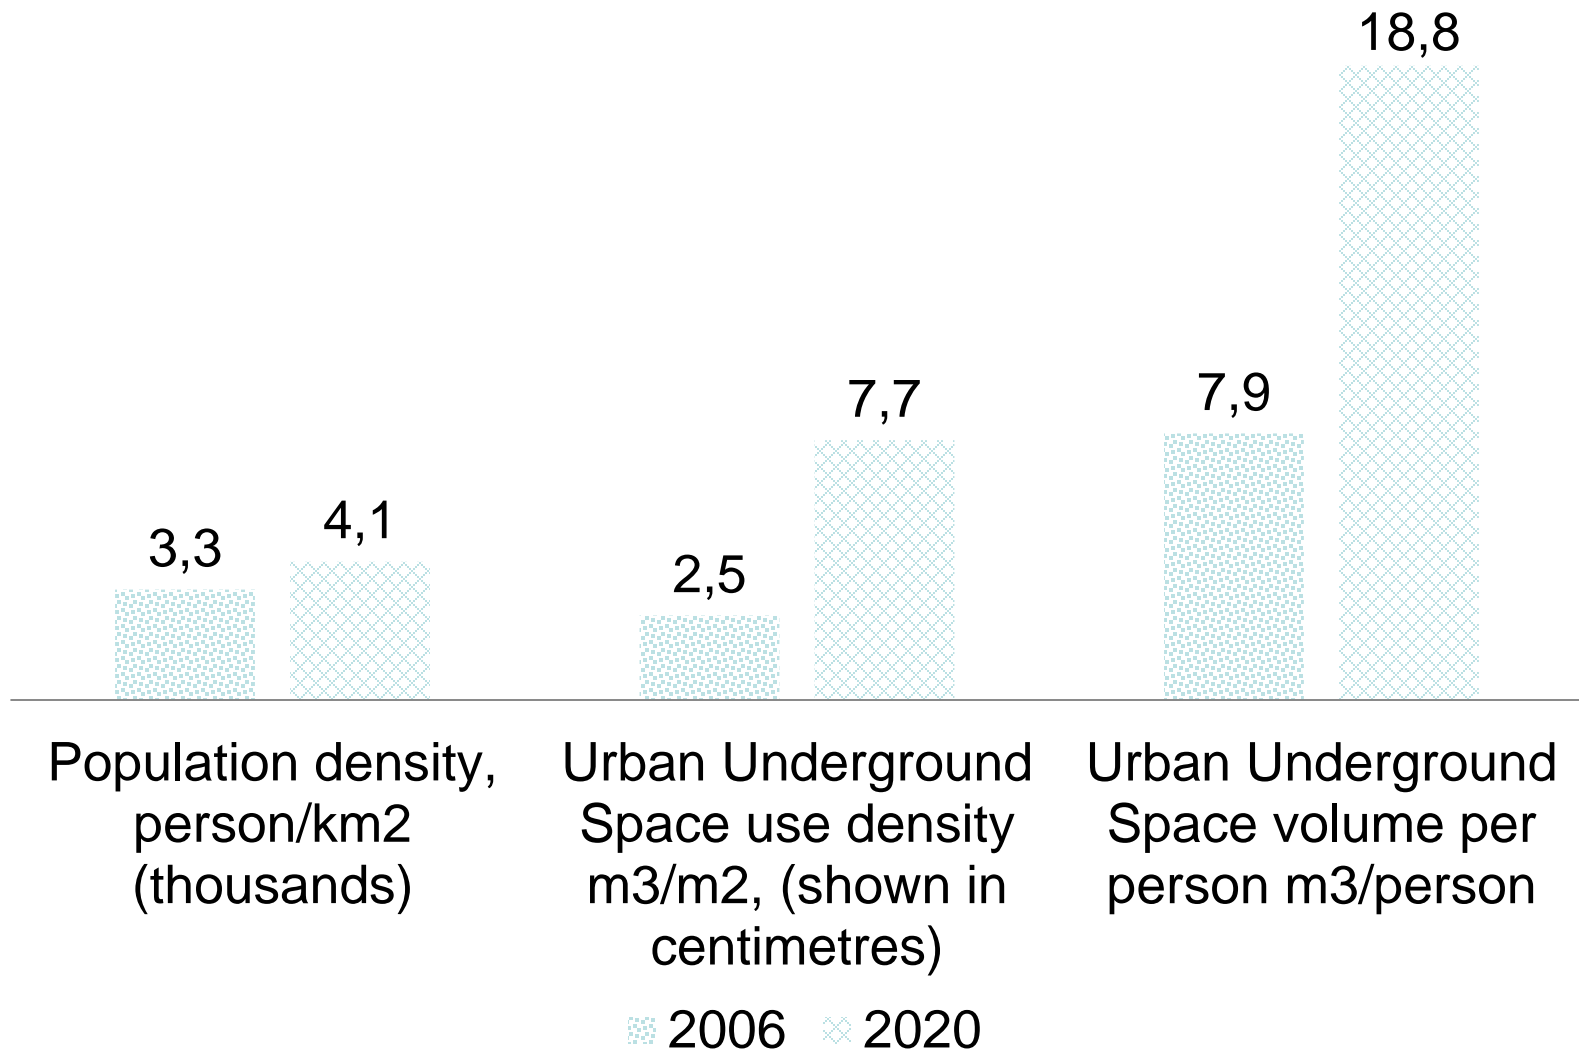 18,8
7,7
7,9
3,3
4,1
2,5
Population density,
person/km2
(thousands)
Urban Underground
Space use density
m3/m2, (shown in
centimetres)
Urban Underground
Space volume per
person m3/person
2006 2020